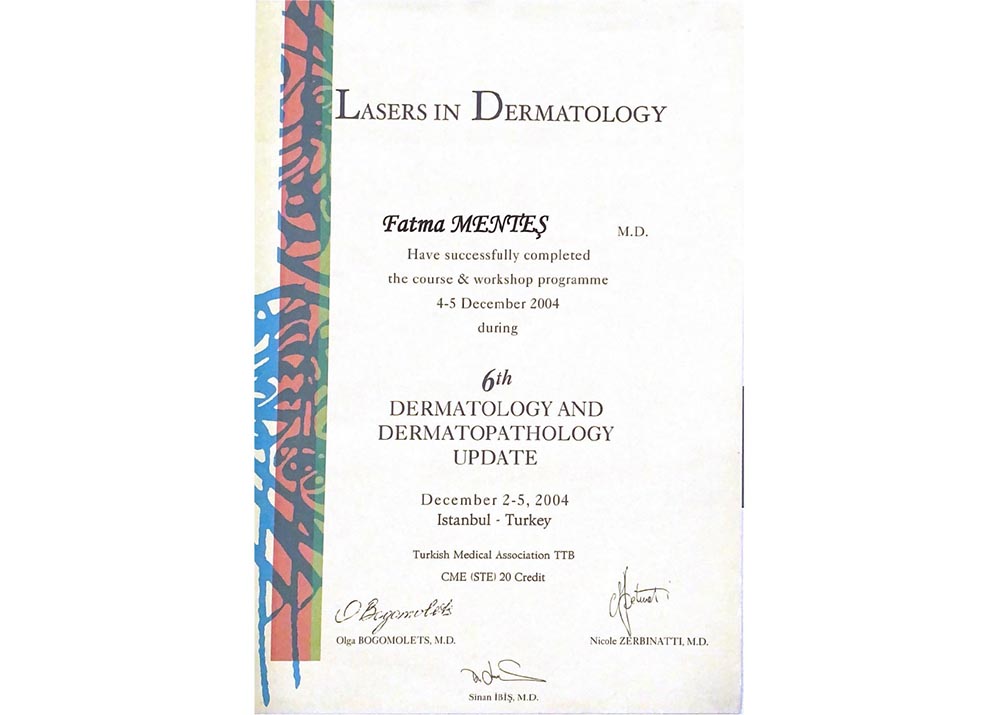 LASERS IN DERMATOLOGY
Fatma MENTEŞ M.D.
Have successfully completed
the course & workshop programme
4-5 December 2004
during
6th
DERMATOLOGY AND
DERMATOPATHOLOGY
UPDATE
December 2-5, 2004
Istanbul - Turkey
Turkish Medical Association TTB
CME (STE) 20 Credit
O Bogomolets
Olga BOGOMOLETS, M.D.
Nicole ZERBINATTI, M.D.
Sinan İBİŞ, M.D.